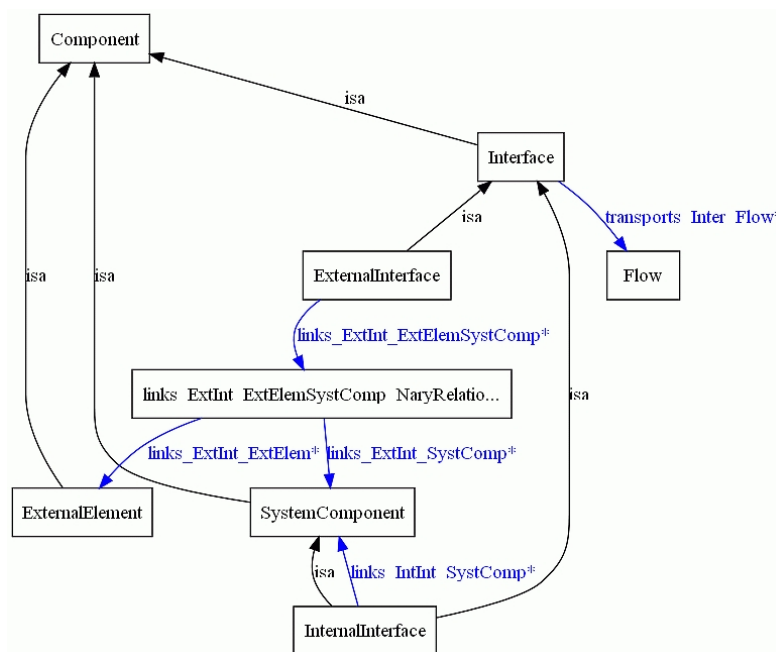 Component
isa
Interface
isa
transports Inter Flow*
ExternalInterface
Flow
isa
isa
links_ExtInt_ExtElemSystComp*
links ExtInt ExtElemSystComp NaryRelatio...
isa
links_ExtInt_ExtElem*
links_ExtInt_SystComp*
ExternalElement
SystemComponent
isa
links IntInt SystComp*
InternalInterface